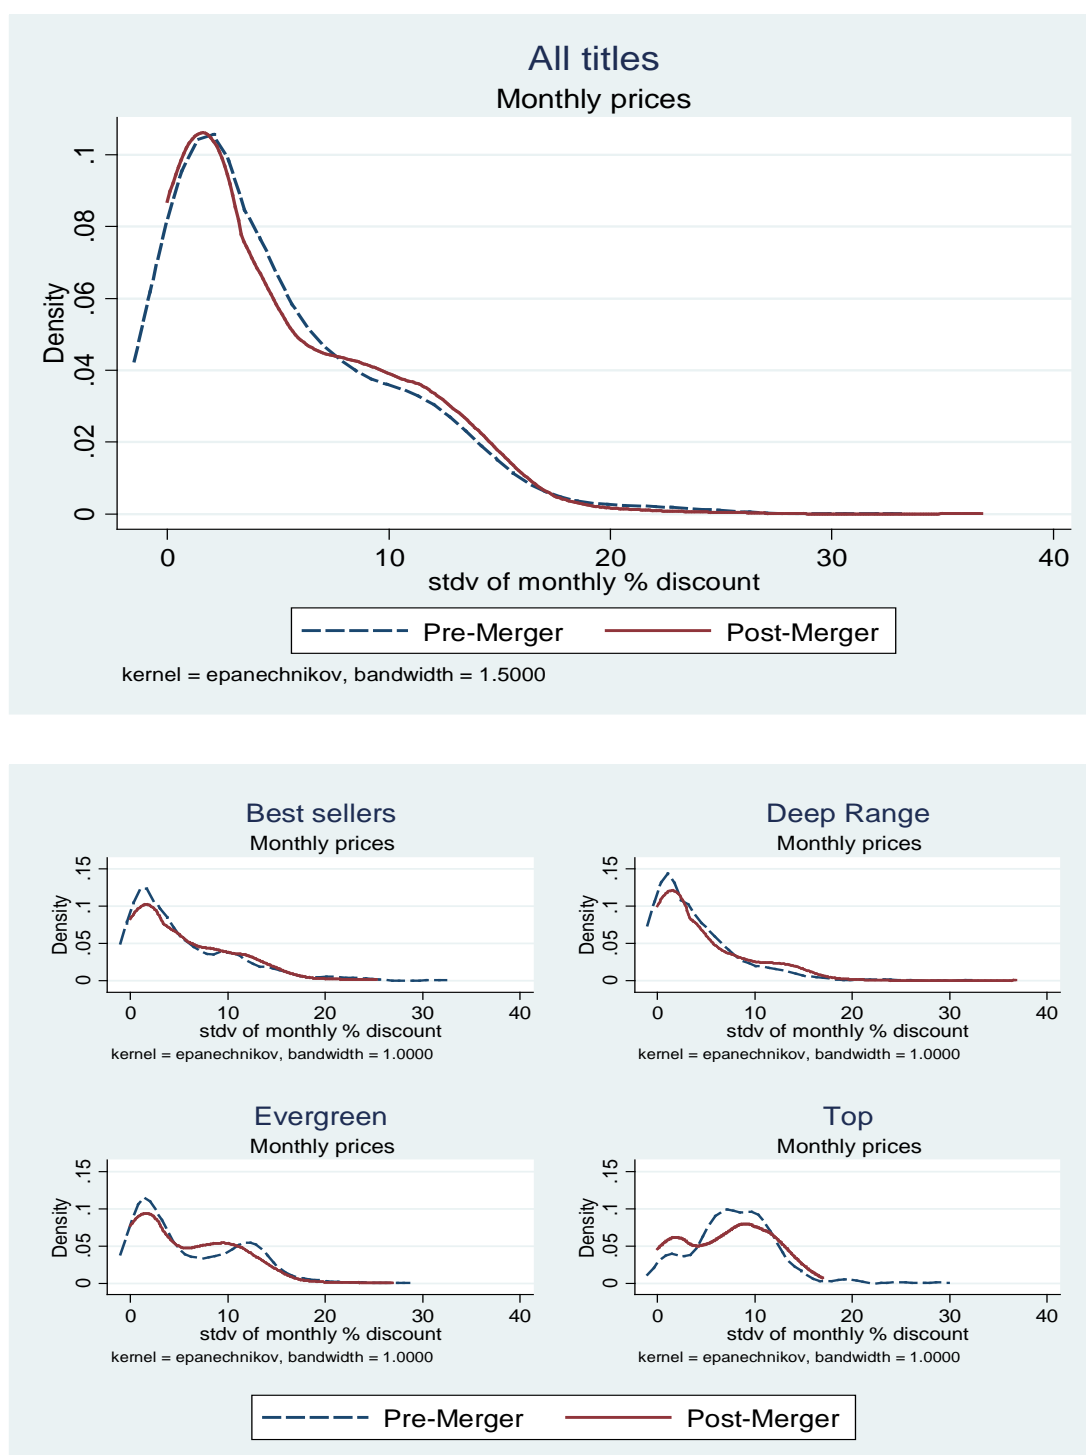 All titles
Monthly prices
Density
.1
.08
.06
.04
.02
0
0 10 20 30 40
stdv of monthly % discount
Pre-Merger Post-Merger
kernel = epanechnikov, bandwidth = 1.5000
Best sellers
Monthly prices
Density
.15
.1
.05
0
0 10 20 30 40
stdv of monthly % discount
kernel = epanechnikov, bandwidth = 1.0000
Deep Range
Monthly prices
Density
.15
.1
.05
0
0 10 20 30 40
stdv of monthly % discount
kernel = epanechnikov, bandwidth = 1.0000
Evergreen
Monthly prices
Density
.15
.1
.05
0
0 10 20 30 40
stdv of monthly % discount
kernel = epanechnikov, bandwidth = 1.0000
Top
Monthly prices
Density
.15
.1
.05
0
0 10 20 30 40
stdv of monthly % discount
kernel = epanechnikov, bandwidth = 1.0000
Pre-Merger Post-Merger